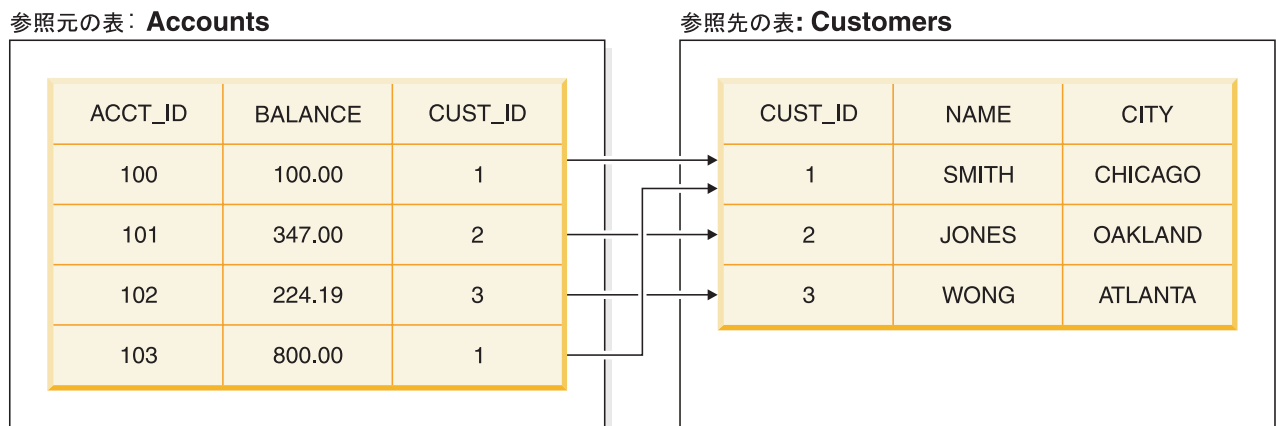 参照元の表: Accounts
ACCT_ID BALANCE CUST_ID
100 100.00 1
101 347.00 2
102 224.19 3
103 800.00 1
参照先の表: Customers
CUST_ID NAME CITY
1 SMITH CHICAGO
2 JONES OAKLAND
3 WONG ATLANTA